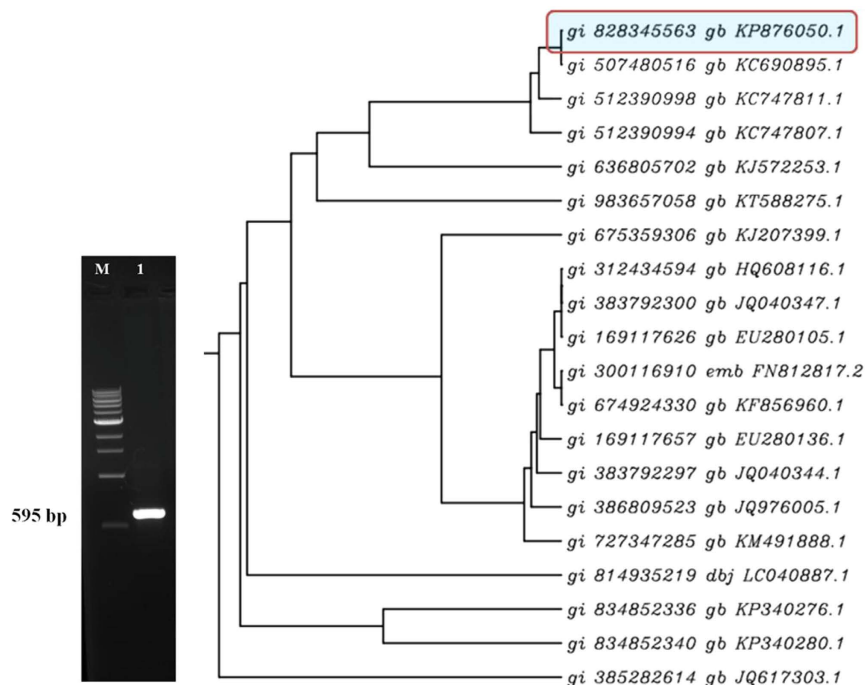 gi 828345563 gb KP876050.1
gi 507480516 gb KC690895.1
gi 512390998 gb KC747811.1
gi 512390994 gb KC747807.1
gi 636805702 gb KJ572253.1
gi 983657058 gb KT588275.1
gi 675359306 gb KJ207399.1
gi 312434594 gb HQ608116.1
gi 383792300 gb JQ040347.1
gi 169117626 gb EU280105.1
gi 300116910 emb FN812817.2
gi 674924330 gb KF856960.1
gi 169117657 gb EU280136.1
gi 383792297 gb JQ040344.1
gi 386809523 gb JQ976005.1
gi 727347285 gb KM491888.1
gi 814935219 dbj LC040887.1
gi 834852336 gb KP340276.1
gi 834852340 gb KP340280.1
gi 385282614 gb JQ617303.1
M 1
595 bp